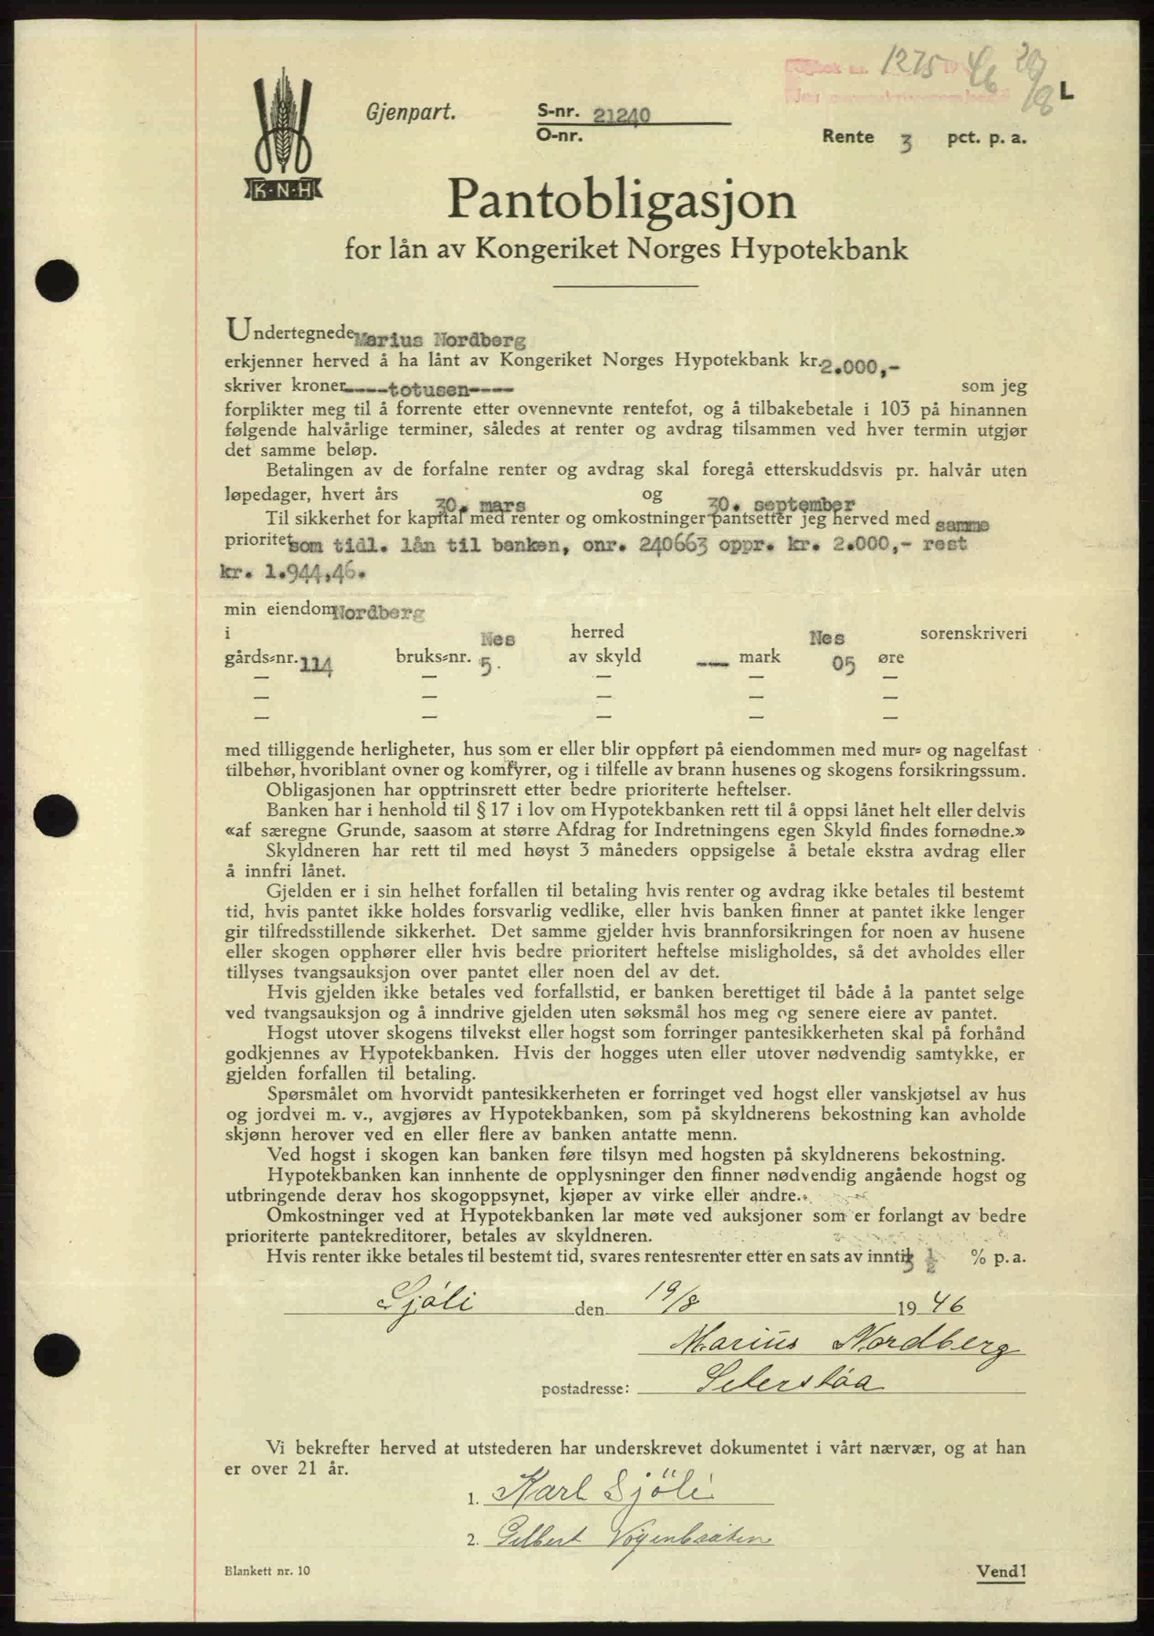 1275 46 20/8 L
Gjenpart. S-nr. 21240
O-nr. Rente 3 pct. p. a.
K·N·H
Pantobligasjon
for lån av Kongeriket Norges Hypotekbank
Undertegnede Marius Nordberg
erkjenner herved å ha lånt av Kongeriket Norges Hypotekbank kr. 2.000,-
skriver kroner ----totusen---- som jeg
forplikter meg til å forrente etter ovennevnte rentefot, og å tilbakebetale i 103 på hinannen
følgende halvårlige terminer, således at renter og avdrag tilsammen ved hver termin utgjør
det samme beløp.
Betalingen av de forfalne renter og avdrag skal foregå etterskuddsvis pr. halvår uten
løpedager, hvert års 30. mars og 30. september
Til sikkerhet for kapital med renter og omkostninger pantsetter jeg herved med samme
prioritet som tidl. lån til banken, onr. 240663 oppr. kr. 2.000,- rest
kr. 1.944,46.
min eiendom Nordberg
i Nes herred Nes sorenskriveri
gårds-nr. 114 bruks-nr. 5. av skyld --- mark 05 øre
— — — — —
— — — — —
— — — — —
med tilliggende herligheter, hus som er eller blir oppført på eiendommen med mur- og nagelfast
tilbehør, hvoriblant ovner og komfyrer, og i tilfelle av brann husenes og skogens forsikringssum.
Obligasjonen har opptrinsrett etter bedre prioriterte heftelser.
Banken har i henhold til § 17 i lov om Hypotekbanken rett til å oppsi lånet helt eller delvis
«af særegne Grunde, saasom at større Afdrag for Indretningens egen Skyld findes fornødne.»
Skyldneren har rett til med høyst 3 måneders oppsigelse å betale ekstra avdrag eller
å innfri lånet.
Gjelden er i sin helhet forfallen til betaling hvis renter og avdrag ikke betales til bestemt
tid, hvis pantet ikke holdes forsvarlig vedlike, eller hvis banken finner at pantet ikke lenger
gir tilfredsstillende sikkerhet. Det samme gjelder hvis brannforsikringen for noen av husene
eller skogen opphører eller hvis bedre prioritert heftelse misligholdes, så det avholdes eller
tillyses tvangsauksjon over pantet eller noen del av det.
Hvis gjelden ikke betales ved forfallstid, er banken berettiget til både å la pantet selge
ved tvangsauksjon og å inndrive gjelden uten søksmål hos meg og senere eiere av pantet.
Hogst utover skogens tilvekst eller hogst som forringer pantesikkerheten skal på forhånd
godkjennes av Hypotekbanken. Hvis der hogges uten eller utover nødvendig samtykke, er
gjelden forfallen til betaling.
Spørsmålet om hvorvidt pantesikkerheten er forringet ved hogst eller vanskjøtsel av hus
og jordvei m. v., avgjøres av Hypotekbanken, som på skyldnerens bekostning kan avholde
skjønn herover ved en eller flere av banken antatte menn.
Ved hogst i skogen kan banken føre tilsyn med hogsten på skyldnerens bekostning.
Hypotekbanken kan innhente de opplysninger den finner nødvendig angående hogst og
utbringende derav hos skogoppsynet, kjøper av virke eller andre.
Omkostninger ved at Hypotekbanken lar møte ved auksjoner som er forlangt av bedre
prioriterte pantekreditorer, betales av skyldneren.
Hvis renter ikke betales til bestemt tid, svares rentesrenter etter en sats av inntil 3 ½ % p. a.
Sjøli den 19/8 1946
Marius Nordberg
postadresse: Seterstøa
Vi bekrefter herved at utstederen har underskrevet dokumentet i vårt nærvær, og at han
er over 21 år.
1. Karl Sjöli
2. Gilbert
Blankett nr. 10 Vend!